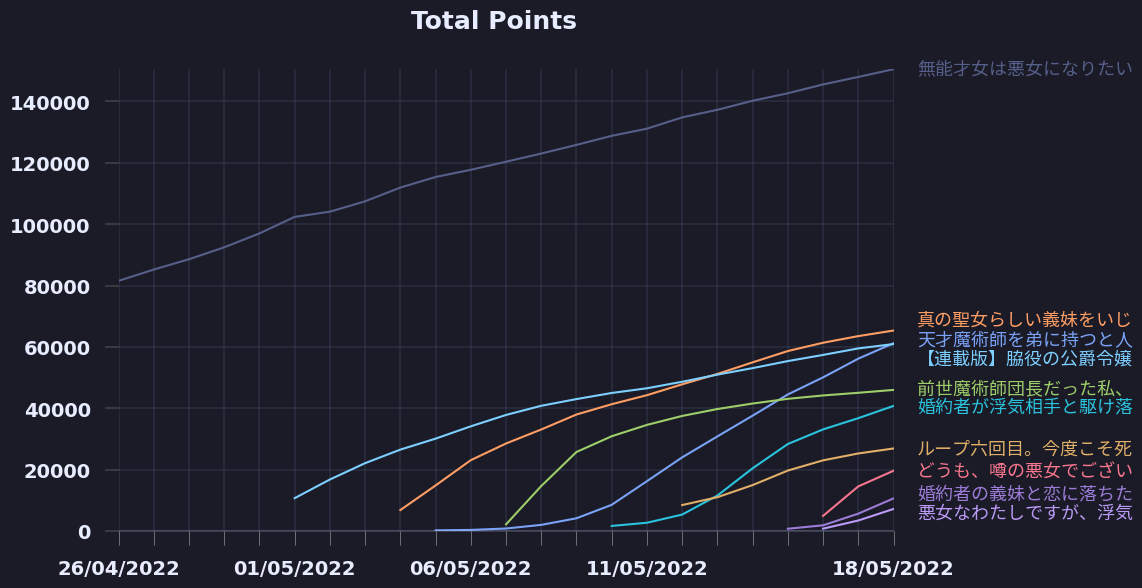 Total Points
140000
120000
100000
80000
60000
40000
20000
0
26/04/2022
01/05/2022
06/05/2022
11/05/2022
18/05/2022
無能才女は悪女になりたい
真の聖女らしい義妹をいじ
天才魔術師を弟に持つと人
【連載版】脇役の公爵令嬢
前世魔術師団長だった私、
婚約者が浮気相手と駆け落
ループ六回目。今度こそ死
どうも、噂の悪女でござい
婚約者の義妹と恋に落ちた
悪女なわたしですが、浮気